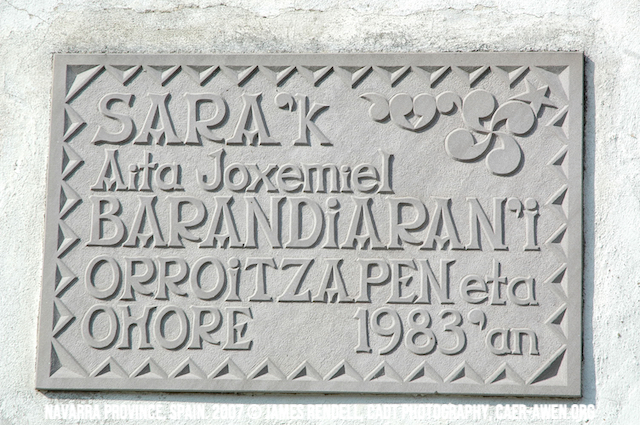 SARA'k
Aita Joxemiel
BARANDiARAN'i
ORROiTZAPEN eta
OHORE 1983'an
NAVARRA PROVINCE, SPAIN, 2007 © JAMES RENDELL, CADT PHOTOGRAPHY, CAER-AWEN.ORG